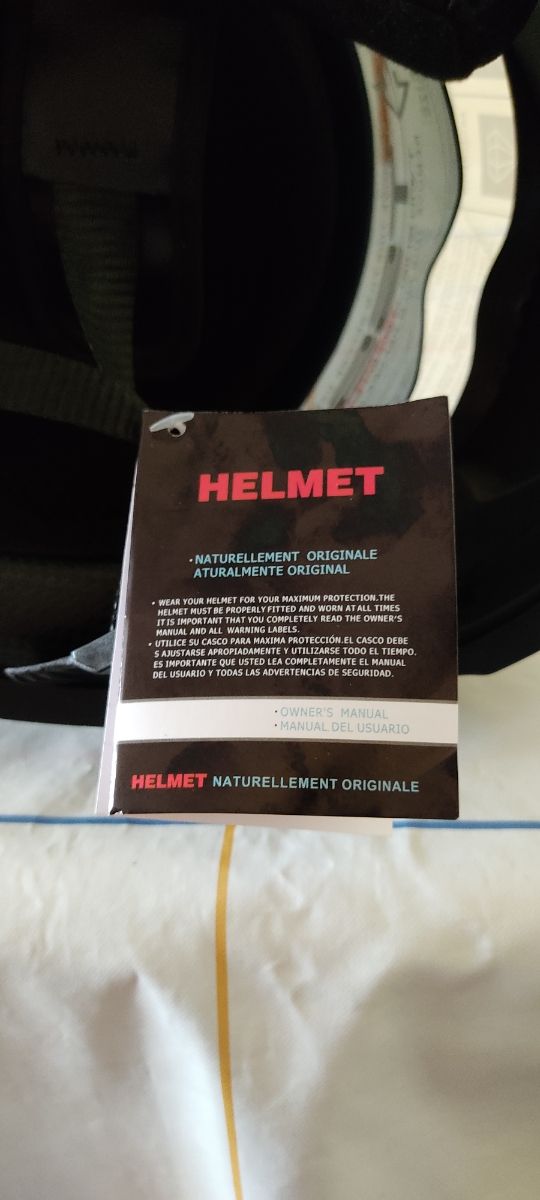 HELMET
·NATURELLEMENT ORIGINALE
ATURALMENTE ORIGINAL
• WEAR YOUR HELMET FOR YOUR MAXIMUM PROTECTION.THE
HELMET MUST BE PROPERLY FITTED AND WORN AT ALL TIMES
IT IS IMPORTANT THAT YOU COMPLETELY READ THE OWNER'S
MANUAL AND ALL WARNING LABELS.
• UTILICE SU CASCO PARA MAXIMA PROTECCIÓN.EL CASCO DEBE
S AJUSTARSE APROPIADAMENTE Y UTILIZARSE TODO EL TIEMPO.
ES IMPORTANTE QUE USTED LEA COMPLETAMENTE EL MANUAL
DEL USUARIO Y TODAS LAS ADVERTENCIAS DE SEGURIDAD.
·OWNER'S MANUAL
·MANUAL DEL USUARIO
HELMET NATURELLEMENT ORIGINALE